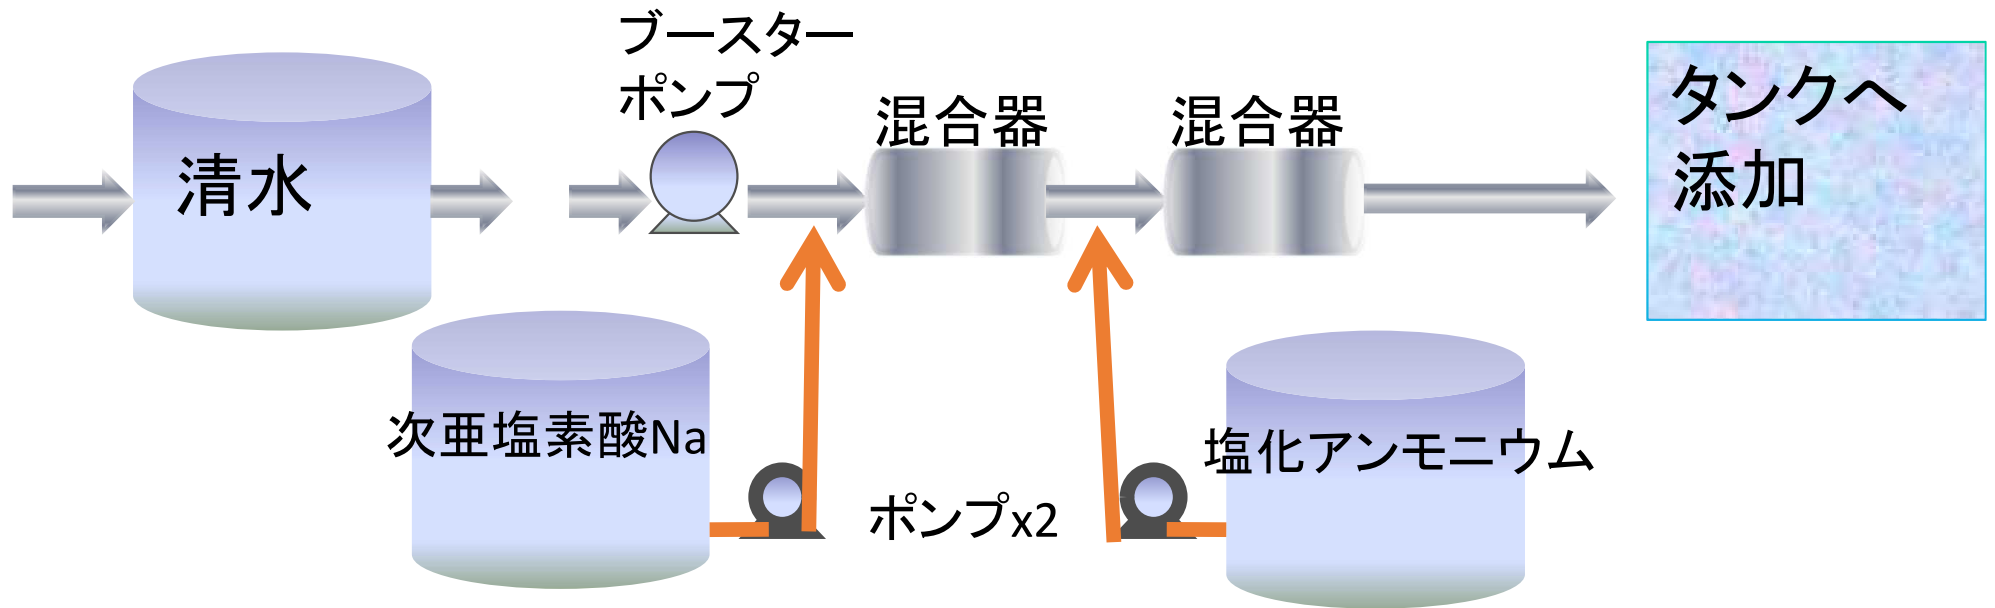 ブースター
ポンプ
混合器
混合器
タンクへ
添加
清水
次亜塩素酸Na
塩化アンモニウム
ポンプx2